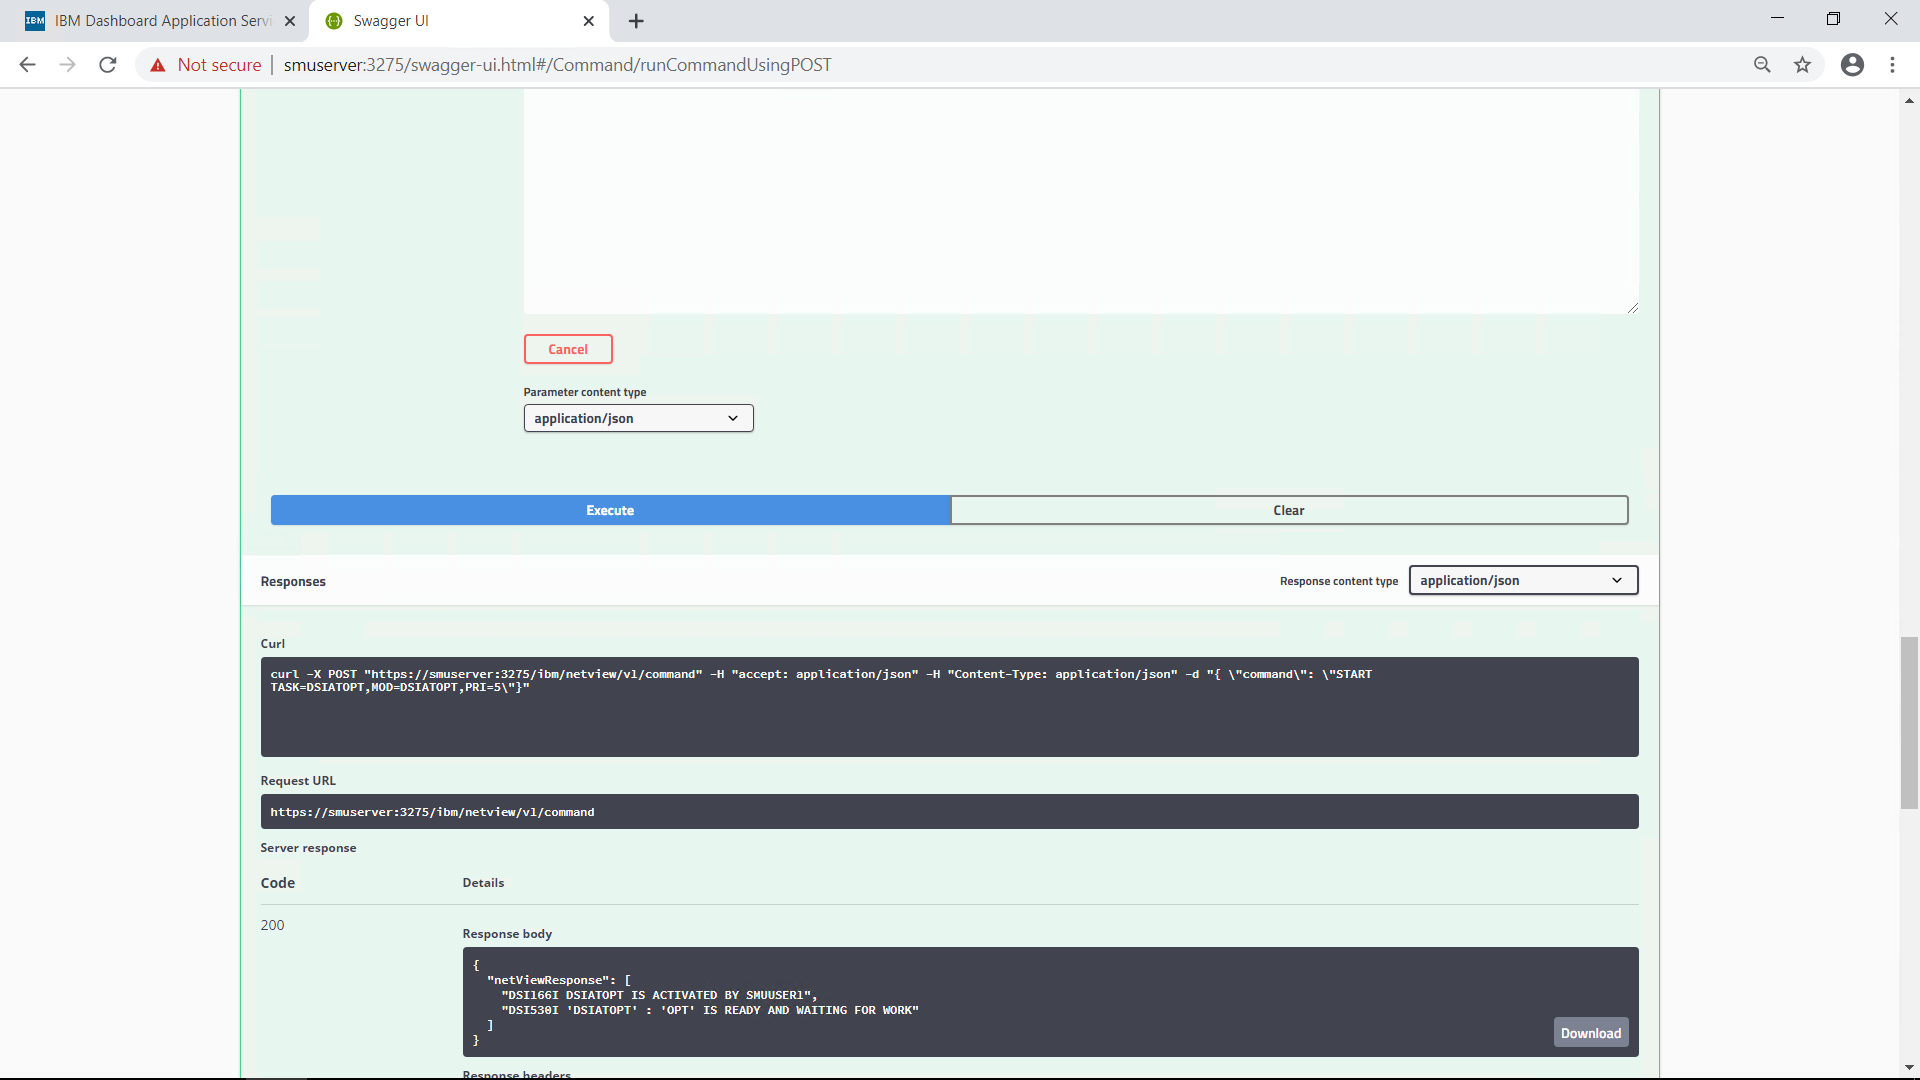 IBM IBM Dashboard Application Servi
Swagger UI
Not secure | smuserver:3275/swagger-ui.html#/Command/runCommandUsingPOST
Cancel
Parameter content type
application/json
Execute
Clear
Responses
Response content type
application/json
Curl
curl -X POST "https://smuserver:3275/ibm/netview/v1/command" -H "accept: application/json" -H "Content-Type: application/json" -d "{ \"command\": \"START
TASK=DSIATOPT,MOD=DSIATOPT,PRI=5\"}"
Request URL
https://smuserver:3275/ibm/netview/v1/command
Server response
Code
Details
200
Response body
{
"netViewResponse": [
"DSI166I DSIATOPT IS ACTIVATED BY SMUUSER1",
"DSI530I 'DSIATOPT' : 'OPT' IS READY AND WAITING FOR WORK"
]
}
Download
Response headers